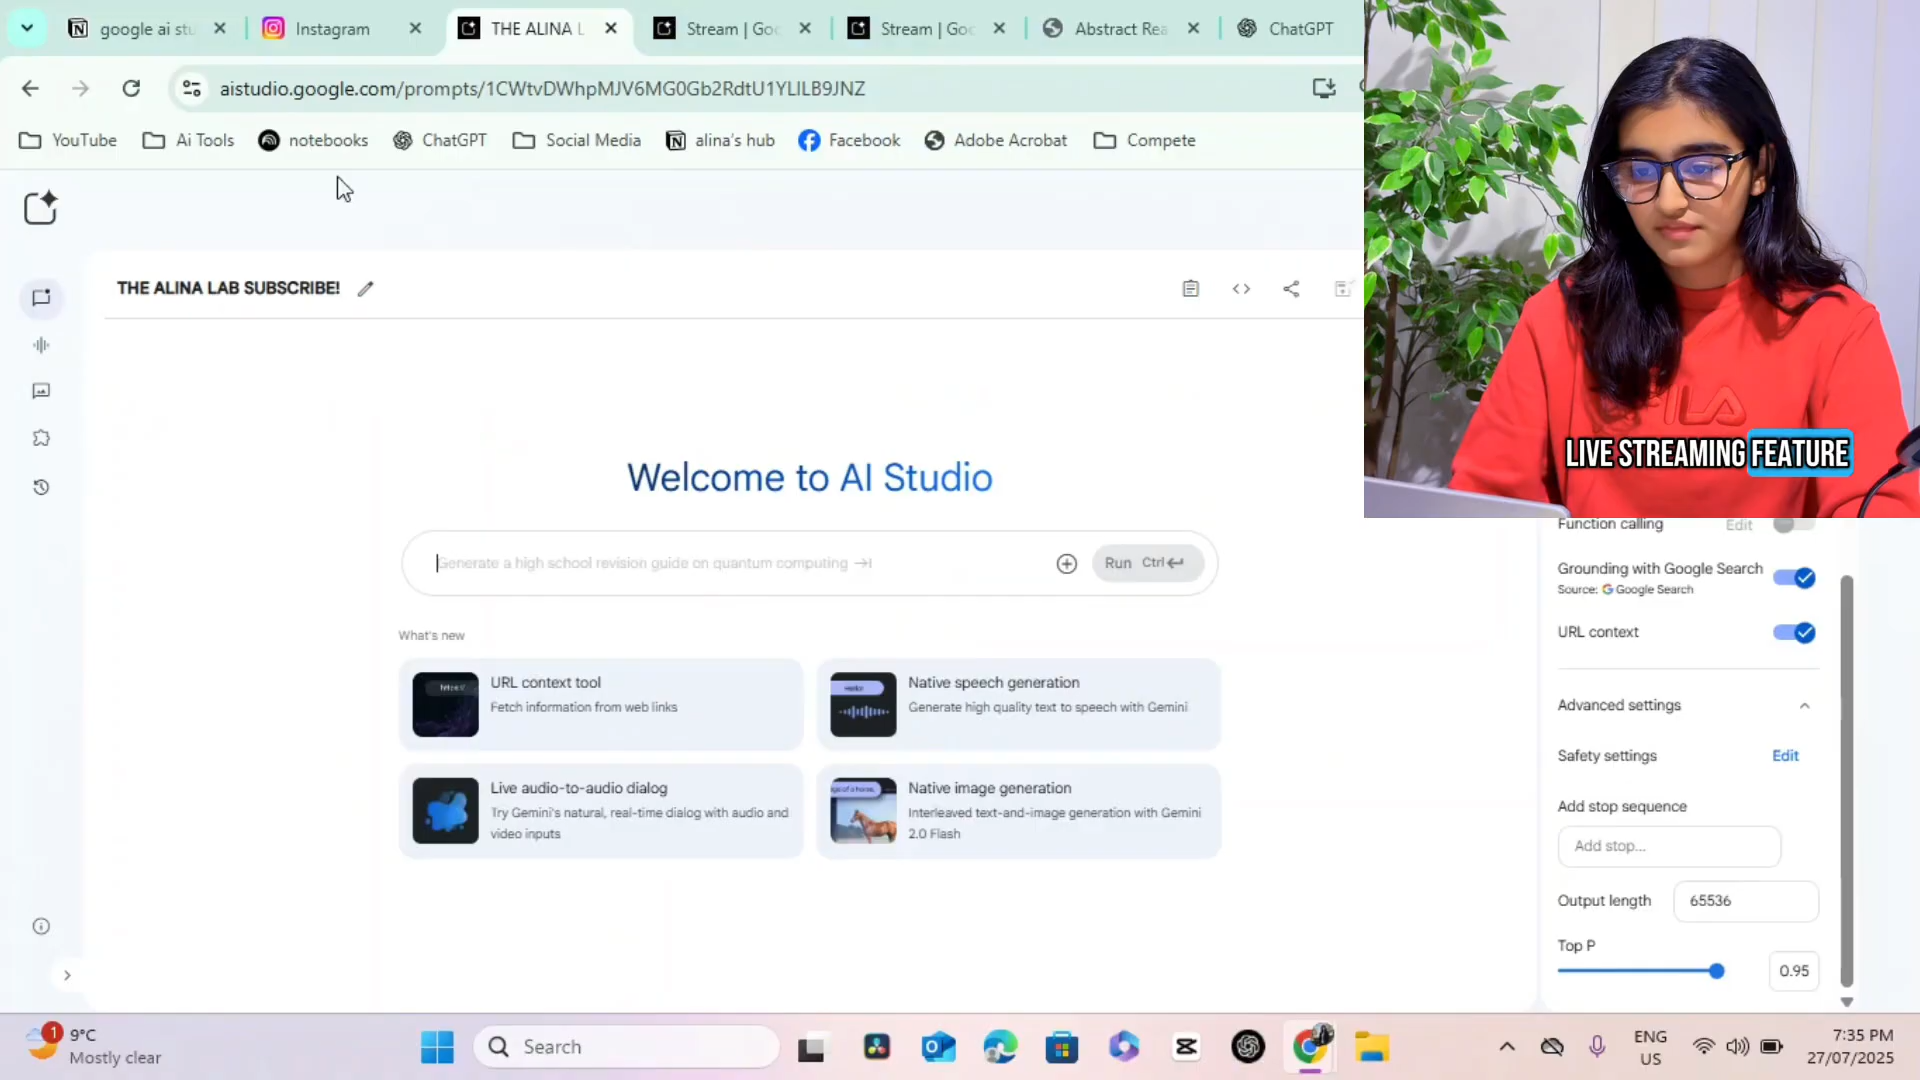 google ai stu
Instagram
THE ALINA L
Stream | Goo
Stream | Goo
Abstract Rea
ChatGPT
aistudio.google.com/prompts/1CWtvDWhpMJV6MG0Gb2RdtU1YLlLB9JNZ
YouTube
Ai Tools
notebooks
ChatGPT
Social Media
alina's hub
Facebook
Adobe Acrobat
Compete
THE ALINA LAB SUBSCRIBE!
LIVE STREAMING FEATURE
Welcome to AI Studio
Generate a high school revision guide on quantum computing
Run Ctrl
What's new
URL context tool
Fetch information from web links
Native speech generation
Generate high quality text to speech with Gemini
Live audio-to-audio dialog
Try Gemini's natural, real-time dialog with audio and
video inputs
Native image generation
Interleaved text-and-image generation with Gemini
2.0 Flash
Function calling
Edit
Grounding with Google Search
Source: Google Search
URL context
Advanced settings
Safety settings
Edit
Add stop sequence
Add stop...
Output length
65536
Top P
0.95
1
9°C
Mostly clear
Search
ENG
US
7:35 PM
27/07/2025